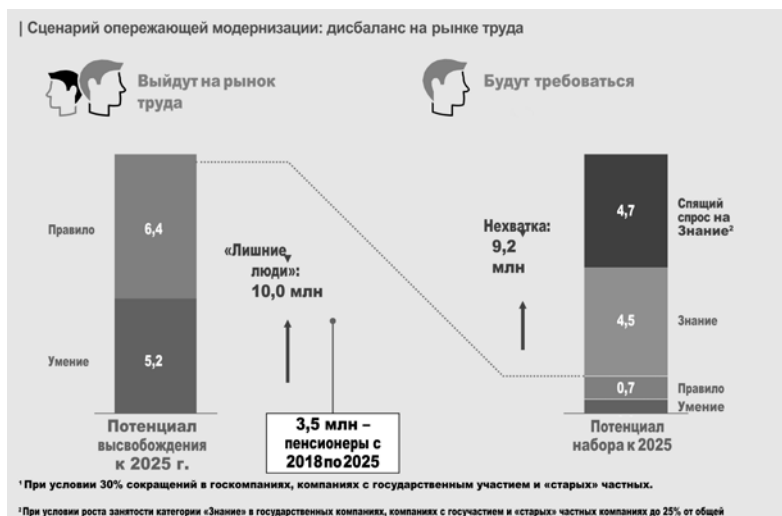 | Сценарий опережающей модернизации: дисбаланс на рынке труда
Выйдут на рынок
труда
Будут требоваться
Правило
6,4
Умение
5,2
Потенциал
высвобождения
к 2025 г.
«Лишние
люди»:
10,0 млн
3,5 млн –
пенсионеры с
2018 по 2025
Нехватка:
9,2
млн
4,7
Спящий
спрос на
Знание²
4,5
Знание
0,7
Правило
Умение
Потенциал
набора к 2025
¹ При условии 30% сокращений в госкомпаниях, компаниях с государственным участием и «старых» частных.
² При условии роста занятости категории «Знание» в государственных компаниях, компаниях с госучастием и «старых» частных компаниях до 25% от общей